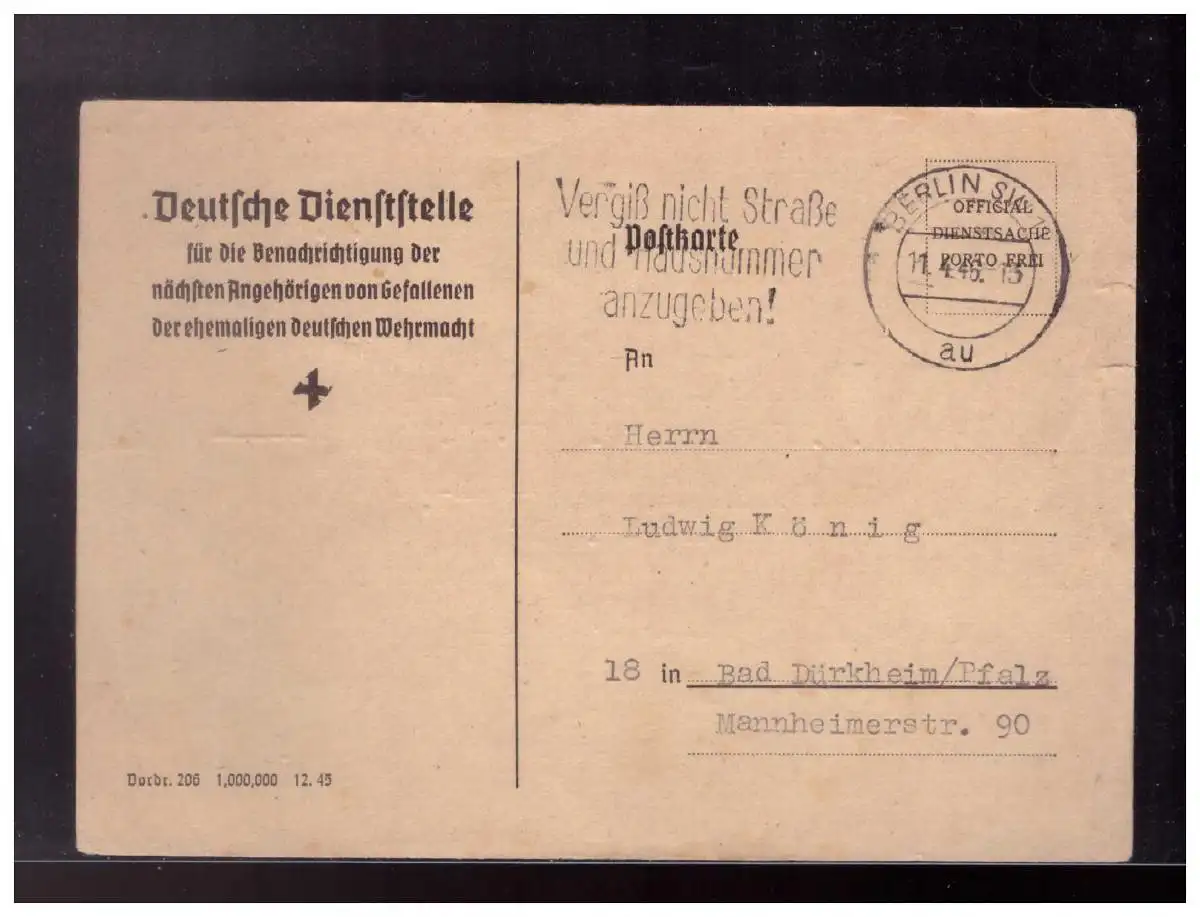 Deutsche Dienststelle
für die Benachrichtigung der
nächsten Angehörigen von Gefallenen
der ehemaligen deutschen Wehrmacht
Vordr. 206 1,000,000 12. 45
Vergiß nicht Straße
und Hausnummer
anzugeben!
Postkarte
BERLIN
au
OFFICIAL
DIENSTSACHE
PORTO FREI
An
Herrn
Ludwig K ö n i g
18 in Bad Dürkheim/Pfalz
Mannheimerstr. 90